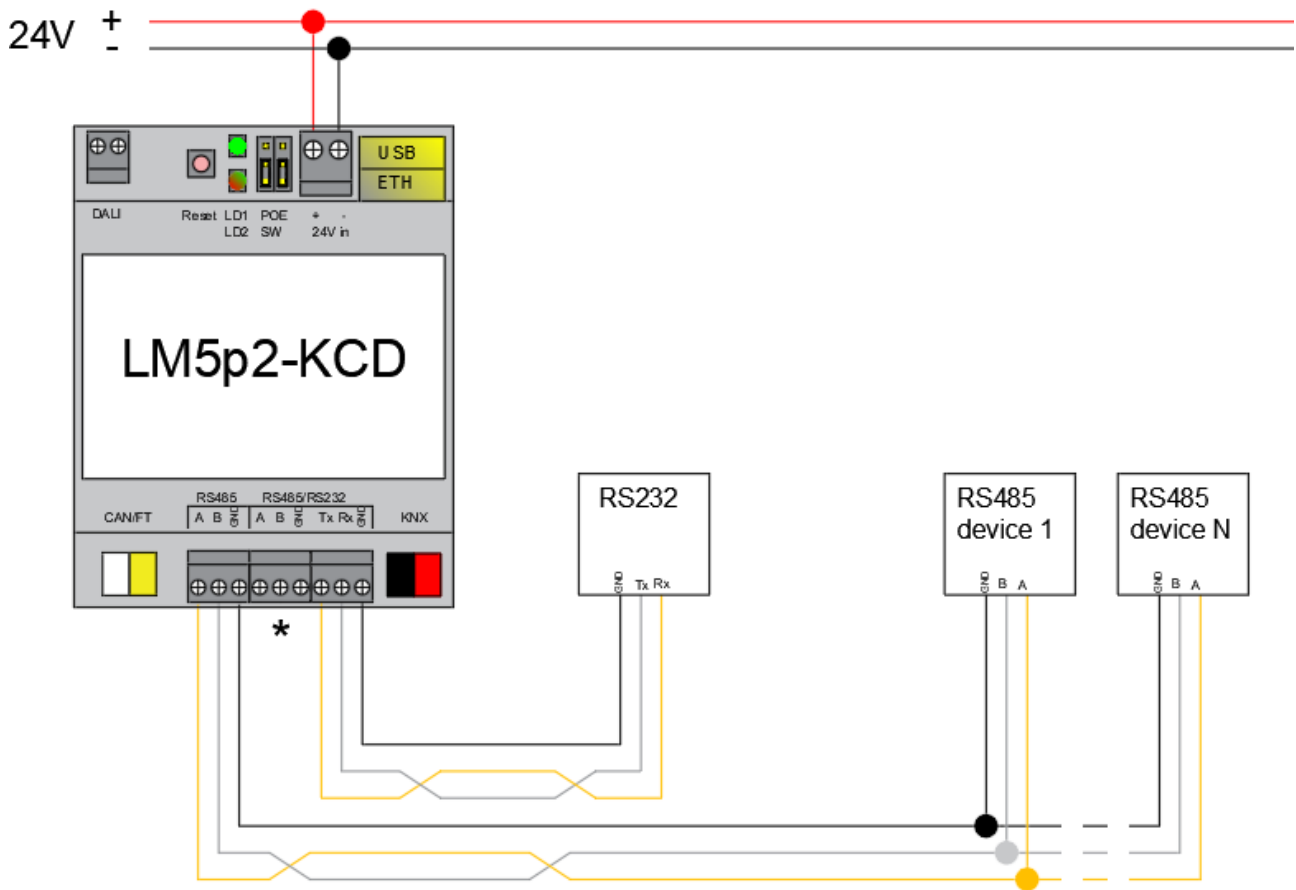 24V + -
USB
ETH
DALI Reset LD1 POE + -
LD2 SW 24V in
LM5p2-KCD
RS485 RS485/RS232
CAN/FT A B GND A B GND Tx Rx GND KNX
*
RS232
GND Tx Rx
RS485
device 1
GND B A
RS485
device N
GND B A